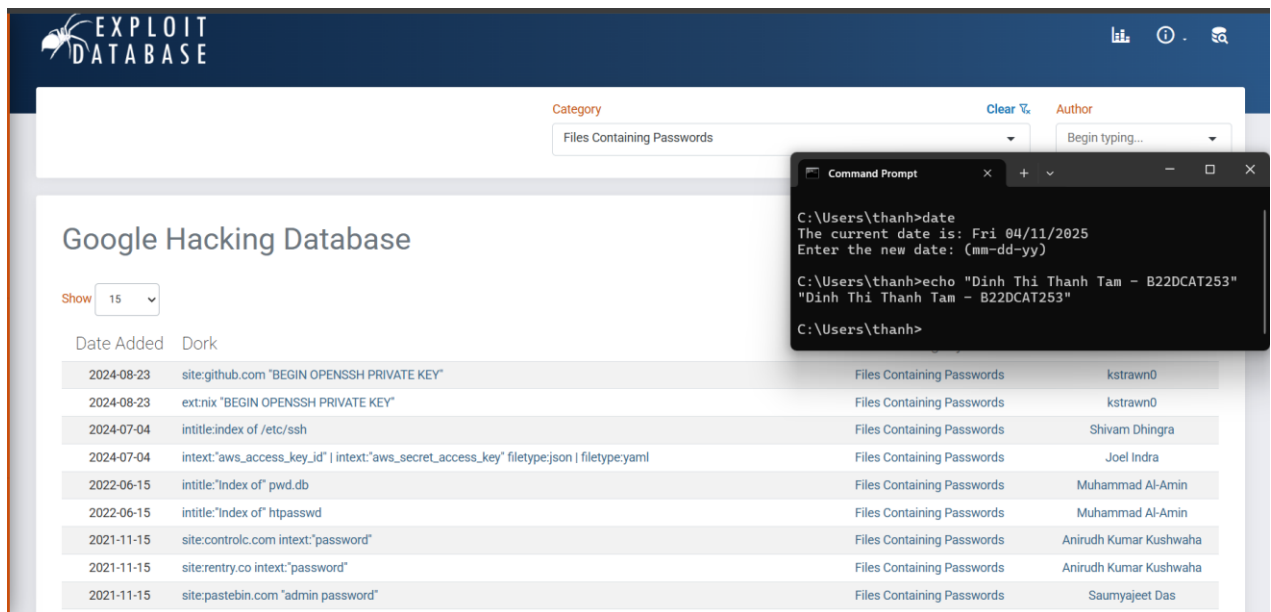 EXPLOIT
DATABASE
Category
Clear
Author
Files Containing Passwords
Begin typing...
Command Prompt
C:\Users\thanh>date
The current date is: Fri 04/11/2025
Enter the new date: (mm-dd-yy)
C:\Users\thanh>echo "Dinh Thi Thanh Tam - B22DCAT253"
"Dinh Thi Thanh Tam - B22DCAT253"
C:\Users\thanh>
Google Hacking Database
Show 15
Date Added Dork
2024-08-23 site:github.com "BEGIN OPENSSH PRIVATE KEY" Files Containing Passwords kstrawn0
2024-08-23 ext:nix "BEGIN OPENSSH PRIVATE KEY" Files Containing Passwords kstrawn0
2024-07-04 intitle:index of /etc/ssh Files Containing Passwords Shivam Dhingra
2024-07-04 intext:"aws_access_key_id" | intext:"aws_secret_access_key" filetype:json | filetype:yaml Files Containing Passwords Joel Indra
2022-06-15 intitle:"Index of" pwd.db Files Containing Passwords Muhammad Al-Amin
2022-06-15 intitle:"Index of" htpasswd Files Containing Passwords Muhammad Al-Amin
2021-11-15 site:controlc.com intext:"password" Files Containing Passwords Anirudh Kumar Kushwaha
2021-11-15 site:rentry.co intext:"password" Files Containing Passwords Anirudh Kumar Kushwaha
2021-11-15 site:pastebin.com "admin password" Files Containing Passwords Saumyajeet Das